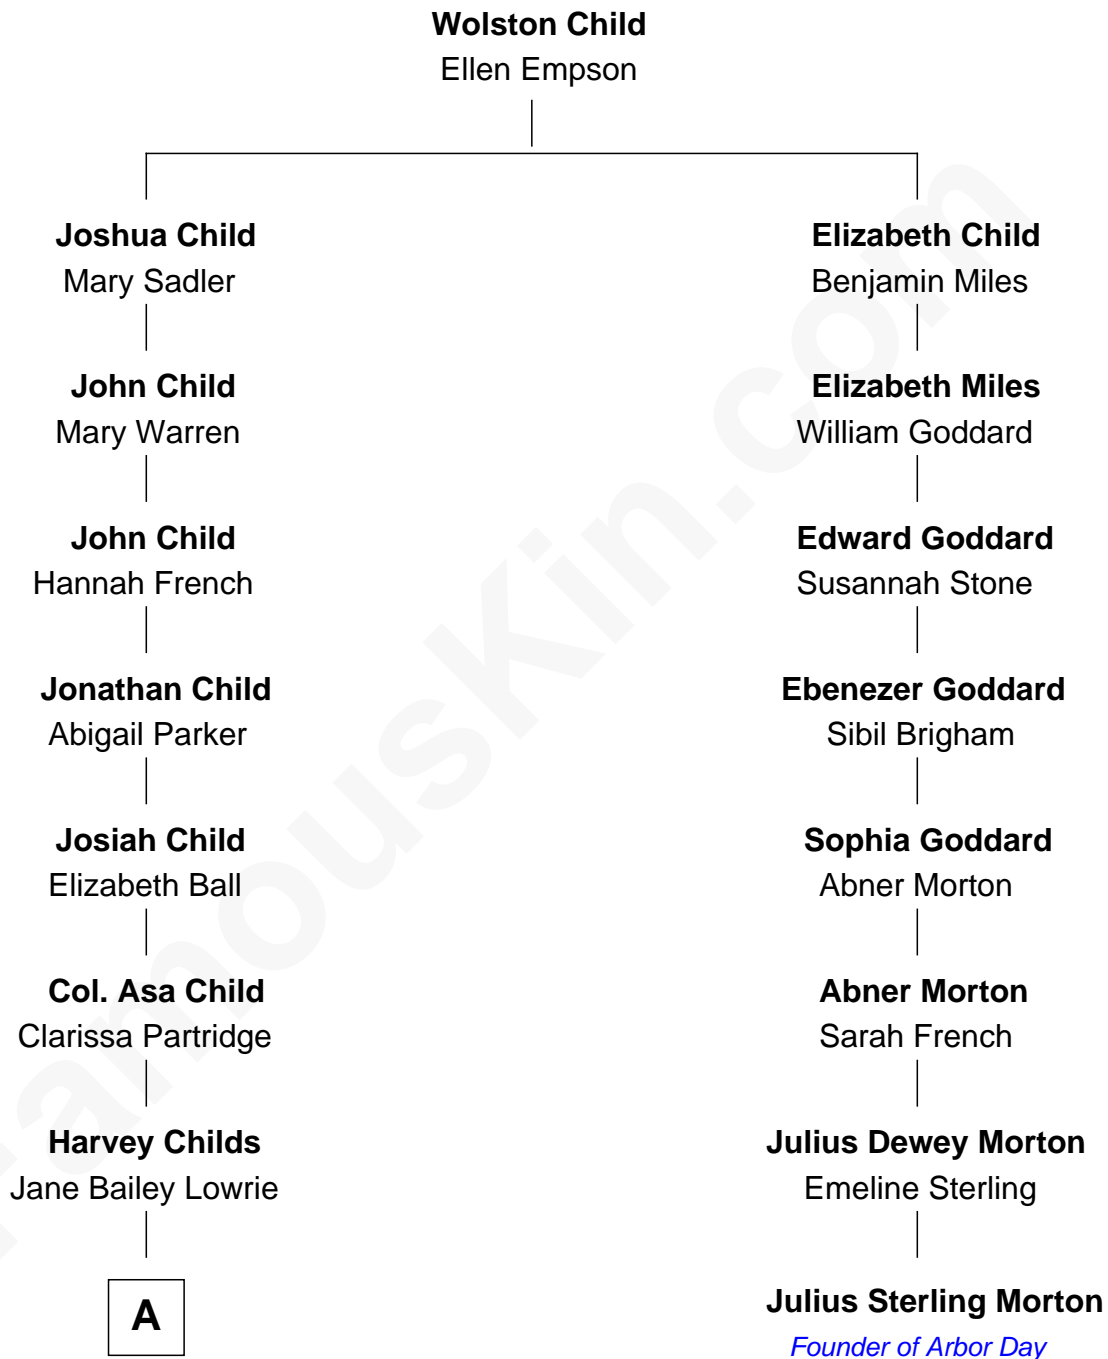 Wolston Child
Ellen Empson
Joshua Child
Mary Sadler
Elizabeth Child
Benjamin Miles
John Child
Mary Warren
Elizabeth Miles
William Goddard
John Child
Hannah French
Edward Goddard
Susannah Stone
Jonathan Child
Abigail Parker
Ebenezer Goddard
Sibil Brigham
Josiah Child
Elizabeth Ball
Sophia Goddard
Abner Morton
Col. Asa Child
Clarissa Partridge
Abner Morton
Sarah French
Harvey Childs
Jane Bailey Lowrie
Julius Dewey Morton
Emeline Sterling
A
Julius Sterling Morton
Founder of Arbor Day
FamousKin.com